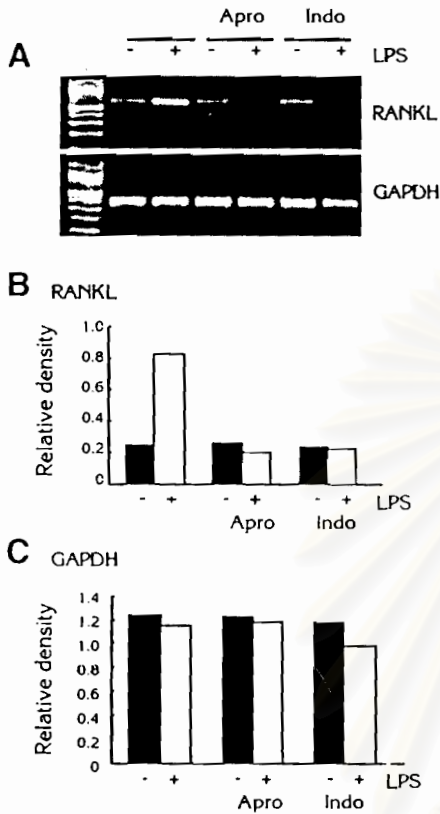 Apro Indo
A - + - + - + LPS
RANKL
GAPDH
B RANKL
Relative density
1.0
0.8
0.6
0.4
0.2
0
- + - + - + LPS
Apro Indo
C GAPDH
Relative density
1.4
1.2
1.0
0.8
0.6
0.4
0.2
0
- + - + - + LPS
Apro Indo